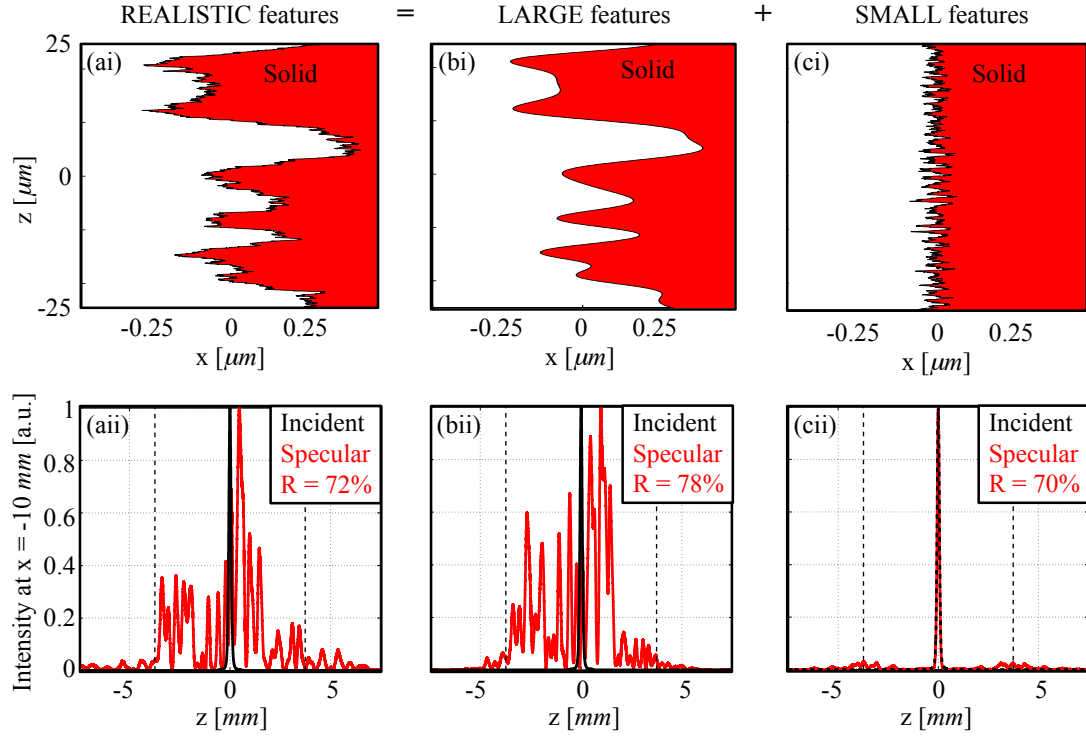 REALISTIC features = LARGE features + SMALL features
25 (ai) Solid (bi) Solid (ci) Solid
z [μm]
0
-25
-0.25 0 0.25 -0.25 0 0.25 -0.25 0 0.25
x [μm] x [μm] x [μm]
Intensity at x = -10 mm [a.u.]
1
0.8
0.6
0.4
0.2
0
(aii) Incident (bii) Incident (cii) Incident
Specular Specular Specular
R = 72% R = 78% R = 70%
-5 0 5 -5 0 5 -5 0 5
z [mm] z [mm] z [mm]